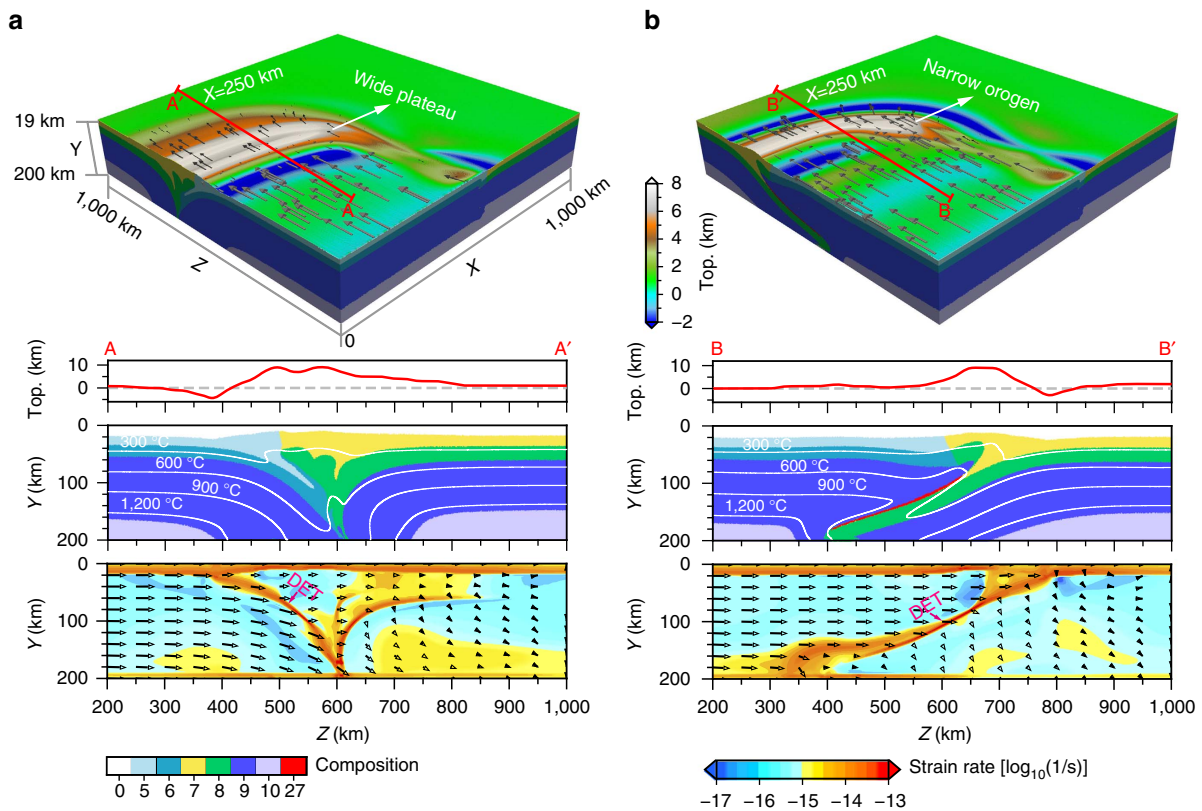 a
b
X=250 km
A′
Wide plateau
19 km
Y
200 km
1,000 km
Z
A
X
1,000 km
0
X=250 km
B′
Narrow orogen
B
8
6
4
2
0
−2
Top. (km)
A
A′
B
B′
Top. (km)
10
0
Top. (km)
10
0
Y (km)
0
100
200
300 °C
600 °C
900 °C
1,200 °C
Y (km)
0
100
200
300 °C
600 °C
900 °C
1,200 °C
Y (km)
0
100
200
DET
Y (km)
0
100
200
DET
200 300 400 500 600 700 800 900 1,000
Z (km)
200 300 400 500 600 700 800 900 1,000
Z (km)
Composition
0 5 6 7 8 9 10 27
Strain rate [log10(1/s)]
−17 −16 −15 −14 −13